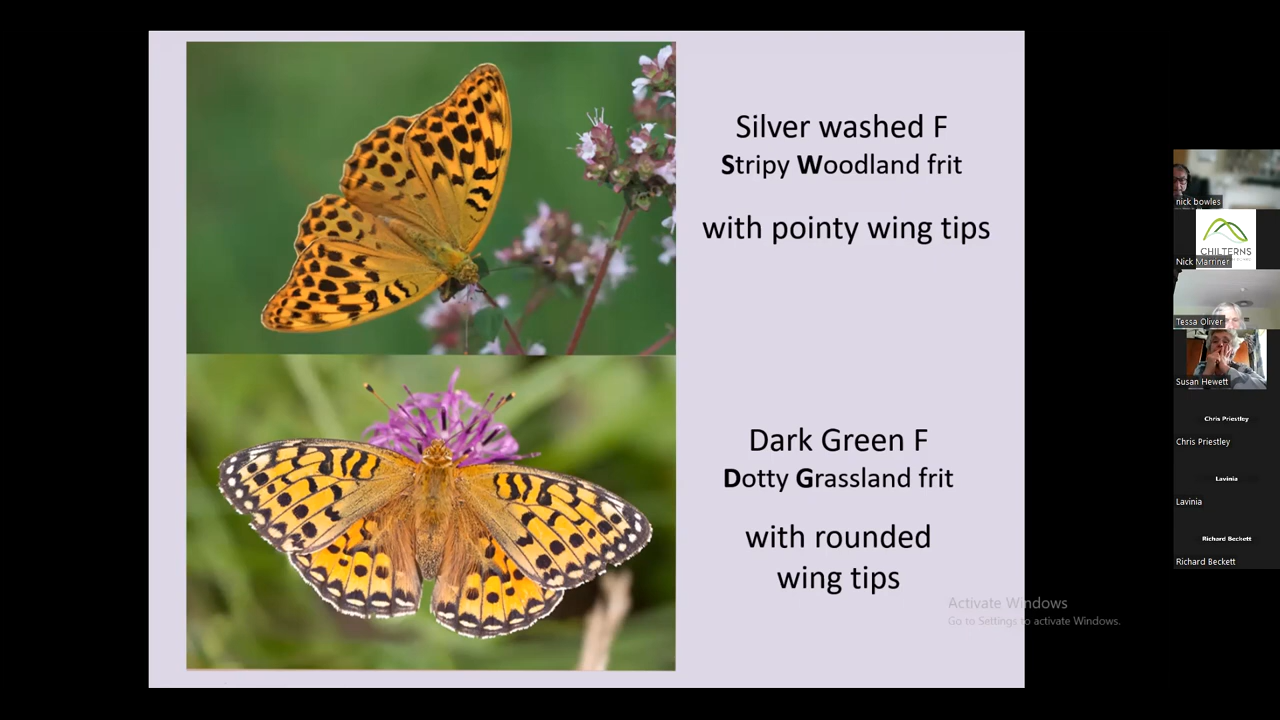 Silver washed F
Stripy Woodland frit
with pointy wing tips
Dark Green F
Dotty Grassland frit
with rounded
wing tips
Activate Windows
Go to Settings to activate Windows.
nick bowles
CHILTERNS
Nick Marriner
Tessa Oliver
Susan Hewett
Chris Priestley
Chris Priestley
Lavinia
Lavinia
Richard Beckett
Richard Beckett